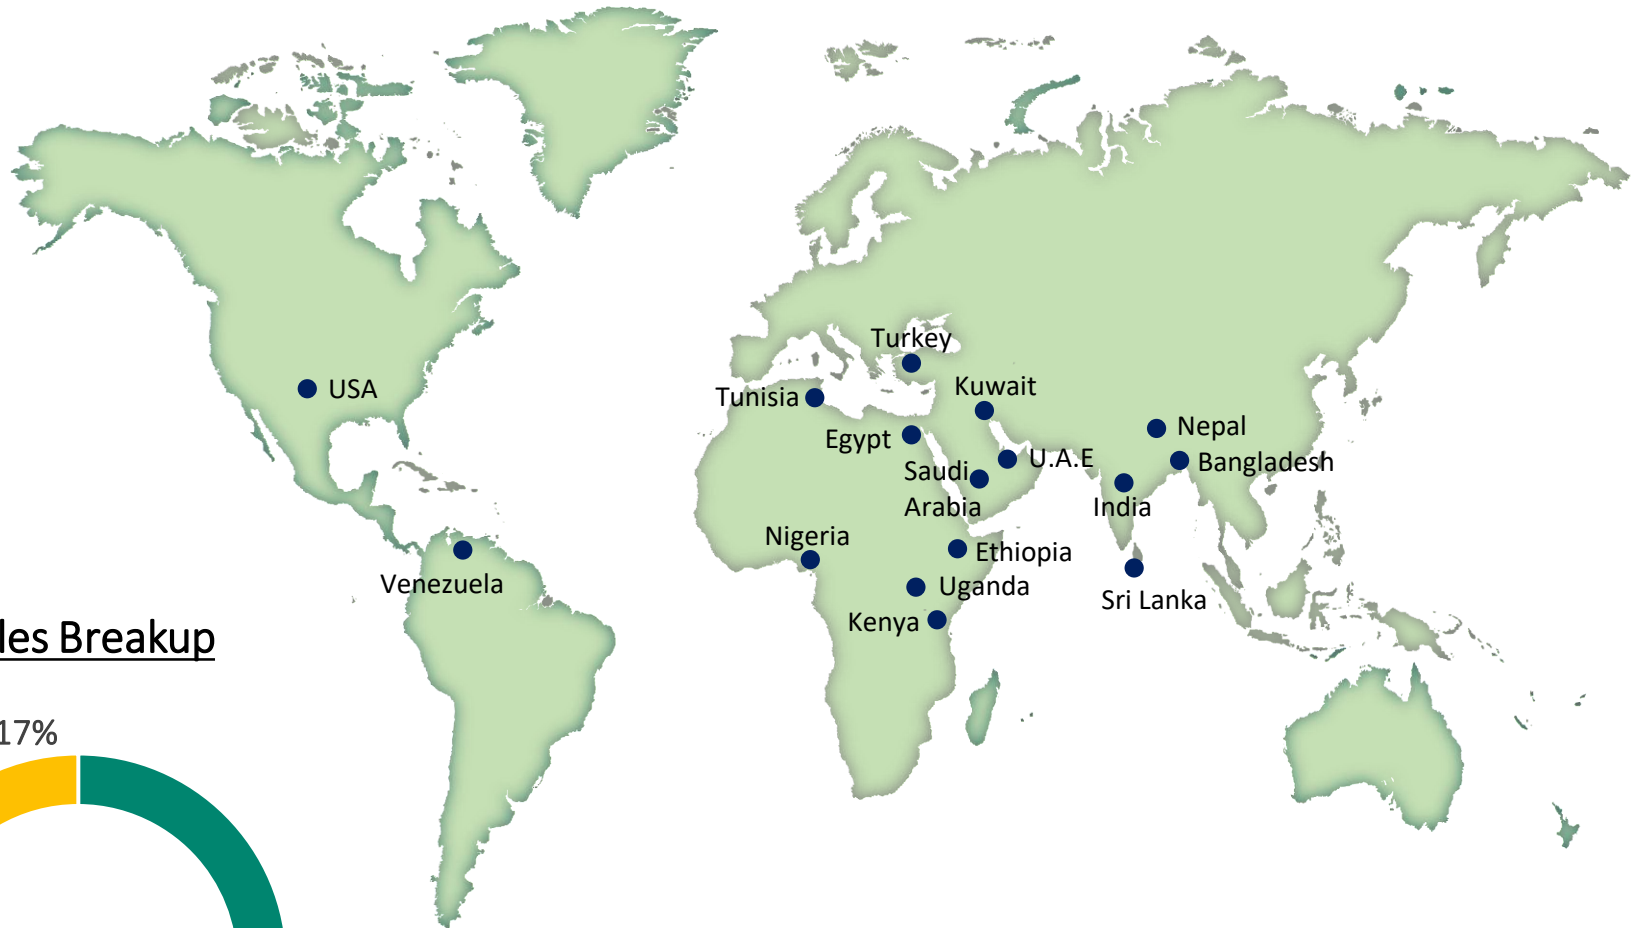 Turkey
USA
Kuwait
Tunisia
Nepal
Egypt
U.A.E
Bangladesh
Saudi
Arabia
India
Nigeria
Ethiopia
Venezuela
Uganda
Sri Lanka
Kenya
Breakup
17%